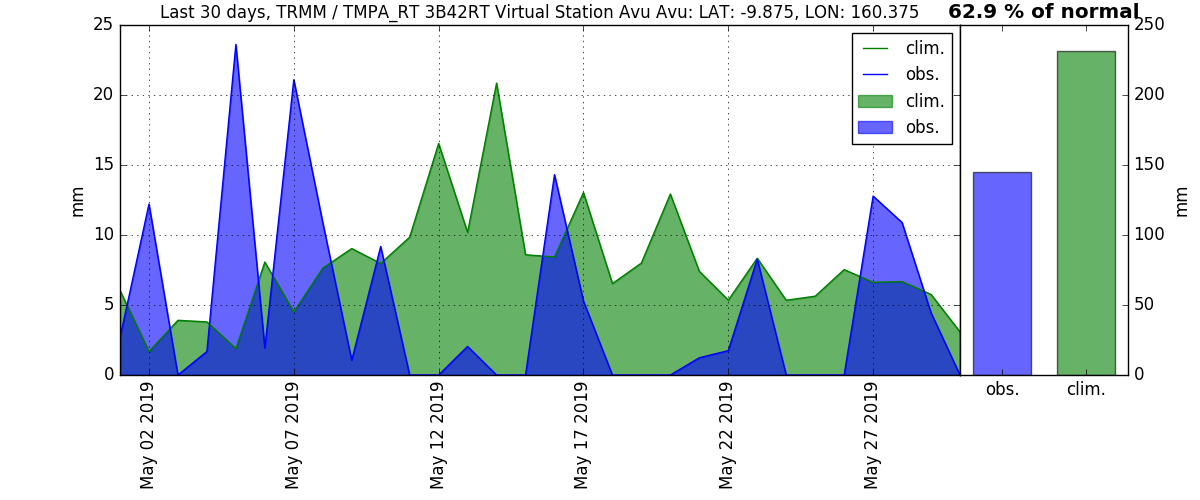 Last 30 days, TRMM / TMPA_RT 3B42RT Virtual Station Avu Avu: LAT: -9.875, LON: 160.375
62.9 % of normal
25
20
15
10
5
0
mm
clim.
obs.
clim.
obs.
May 02 2019
May 07 2019
May 12 2019
May 17 2019
May 22 2019
May 27 2019
250
200
150
100
50
0
mm
obs.
clim.